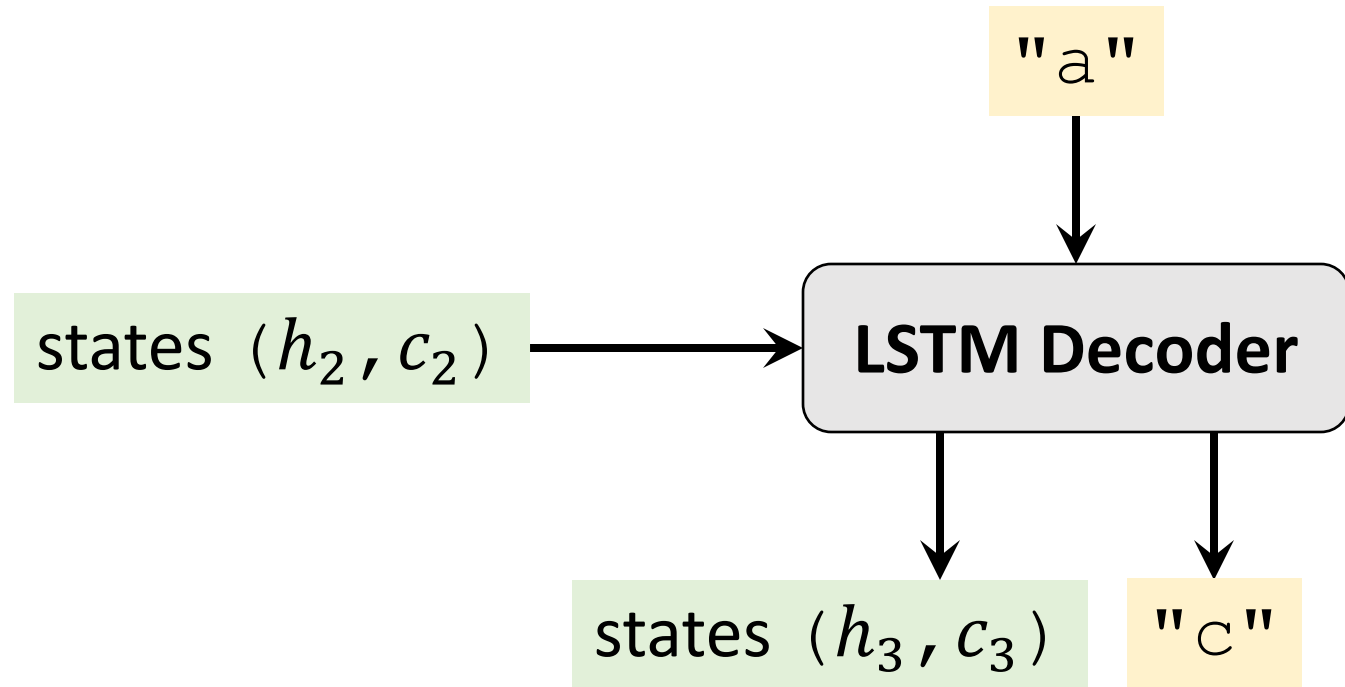 "a"
states (h₂, c₂)
LSTM Decoder
states (h₃, c₃)
"c"